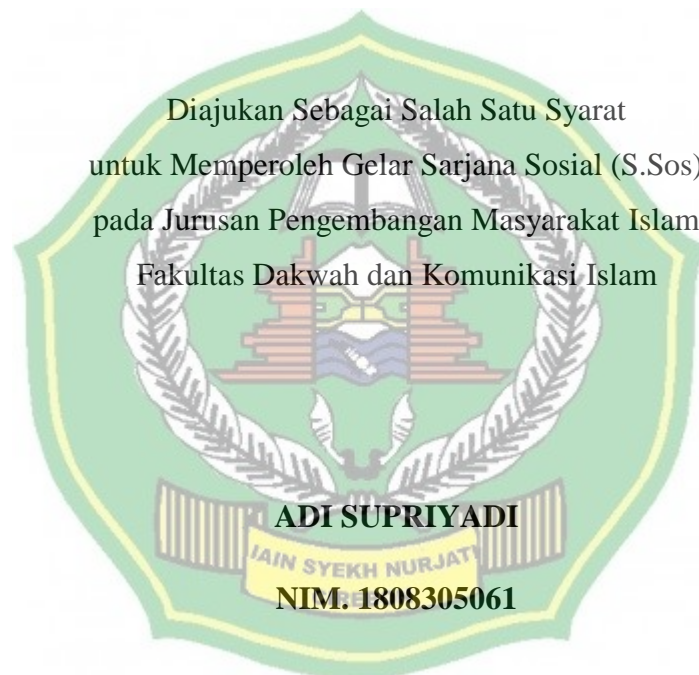 Diajukan Sebagai Salah Satu Syarat
untuk Memperoleh Gelar Sarjana Sosial (S.Sos)
pada Jurusan Pengembangan Masyarakat Islam
Fakultas Dakwah dan Komunikasi Islam
ADI SUPRIYADI
IAIN SYEKH NURJATI
NIM. 1808305061